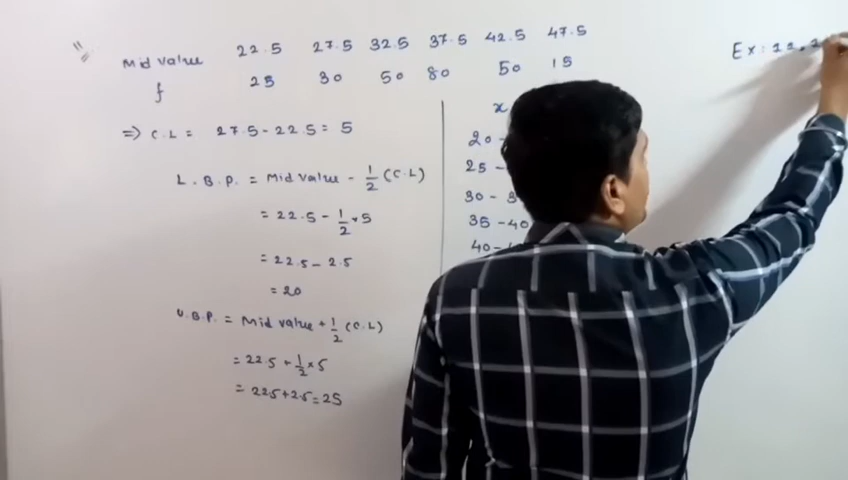 Mid value 22.5 27.5 32.5 37.5 42.5 47.5
f 25 30 50 80 50 15
=> C.L = 27.5 - 22.5 = 5
L.B.P. = Mid value - 1/2 (C.L)
= 22.5 - 1/2 × 5
= 22.5 - 2.5
= 20
U.B.P. = Mid value + 1/2 (C.L)
= 22.5 + 1/2 × 5
= 22.5 + 2.5 = 25
x
20 -
25 -
30 - 3
35 - 40
40 -
Ex: